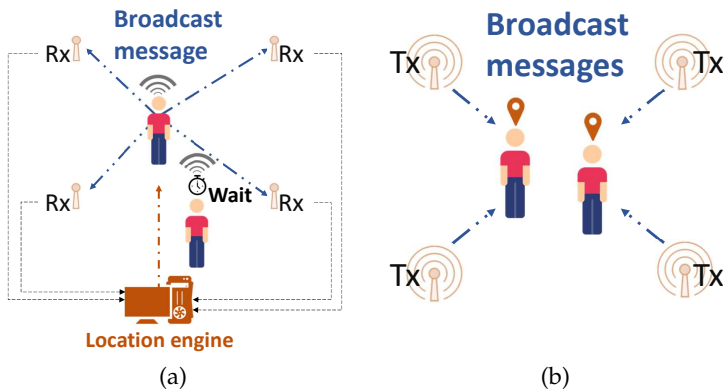 Broadcast
message
Rx
Rx
Rx
Wait
Rx
Location engine
(a)
Broadcast
messages
Tx
Tx
Tx
Tx
(b)